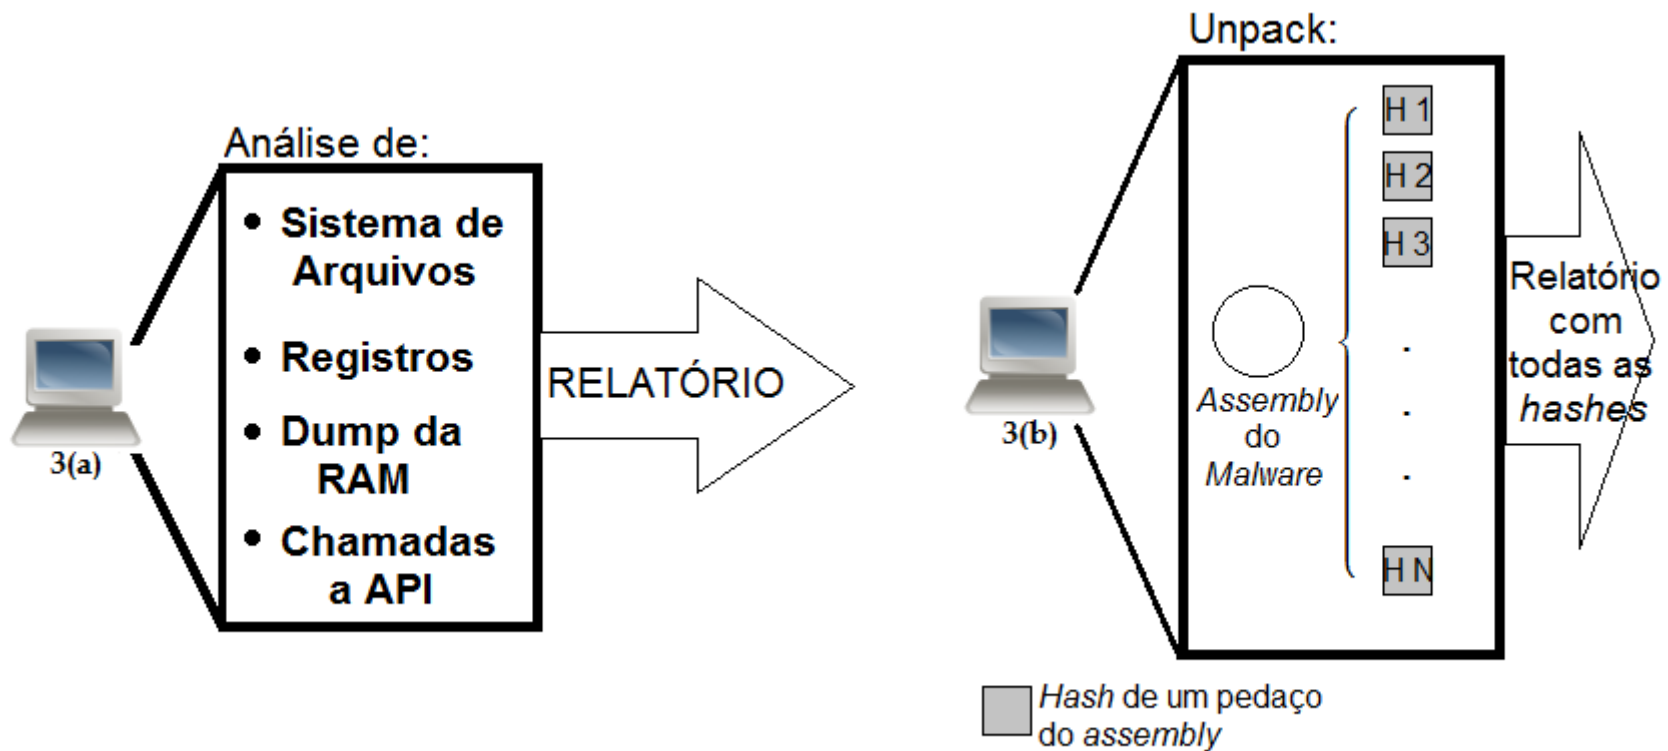 Análise de:
• Sistema de
Arquivos
• Registros
• Dump da
RAM
• Chamadas
a API
3(a)
RELATÓRIO
Unpack:
H 1
H 2
H 3
.
.
.
H N
Assembly
do
Malware
3(b)
Relatório
com
todas as
hashes
Hash de um pedaço
do assembly